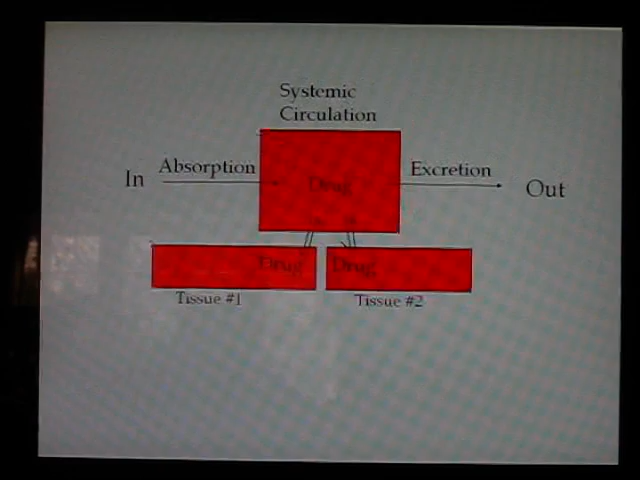 Systemic
Circulation
In
Absorption
Drug
Excretion
Out
Drug
Drug
Tissue #1
Tissue #2